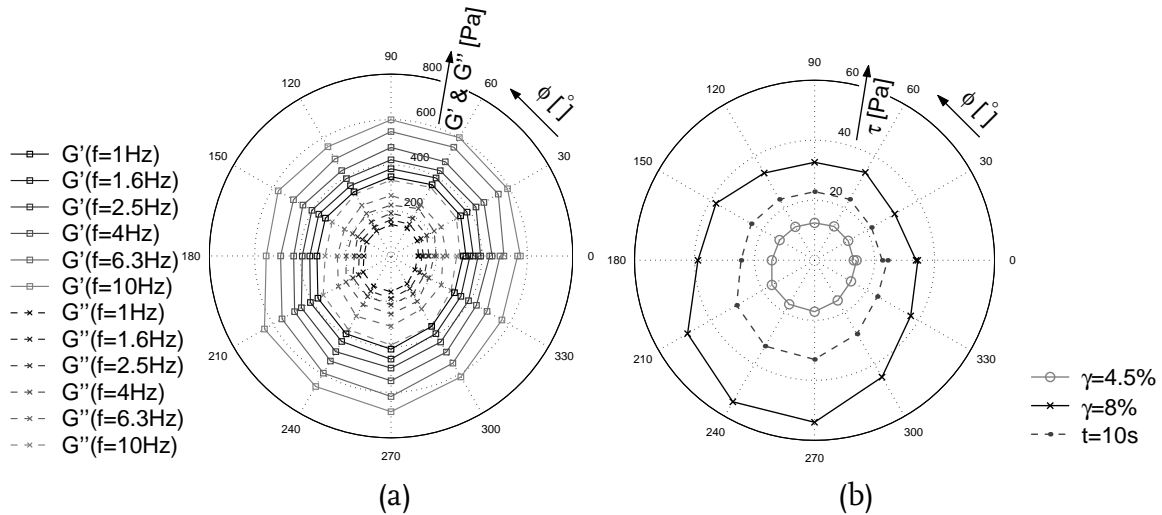 G'(f=1Hz)
G'(f=1.6Hz)
G'(f=2.5Hz)
G'(f=4Hz)
G'(f=6.3Hz)
G'(f=10Hz)
G''(f=1Hz)
G''(f=1.6Hz)
G''(f=2.5Hz)
G''(f=4Hz)
G''(f=6.3Hz)
G''(f=10Hz)
90
60
30
0
330
300
270
240
210
180
150
120
800
600
400
200
G' & G'' [Pa]
ϕ [°]
(a)
90
60
30
0
330
300
270
240
210
180
150
120
60
40
20
τ [Pa]
ϕ [°]
(b)
γ=4.5%
γ=8%
t=10s